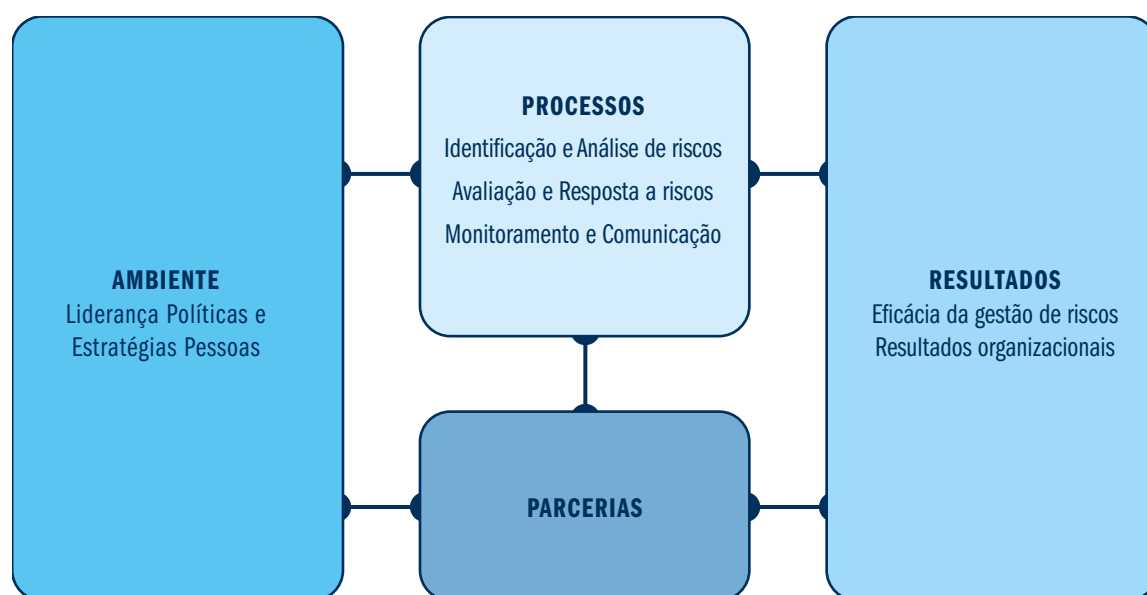 AMBIENTE
Liderança Políticas e
Estratégias Pessoas
PROCESSOS
Identificação e Análise de riscos
Avaliação e Resposta a riscos
Monitoramento e Comunicação
PARCERIAS
RESULTADOS
Eficácia da gestão de riscos
Resultados organizacionais